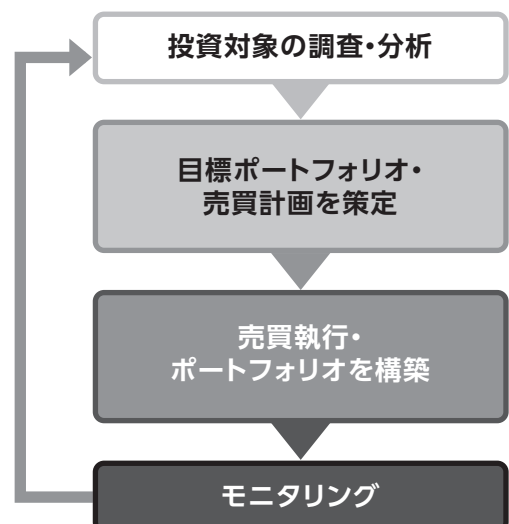 投資対象の調査・分析
目標ポートフォリオ・
売買計画を策定
売買執行・
ポートフォリオを構築
モニタリング